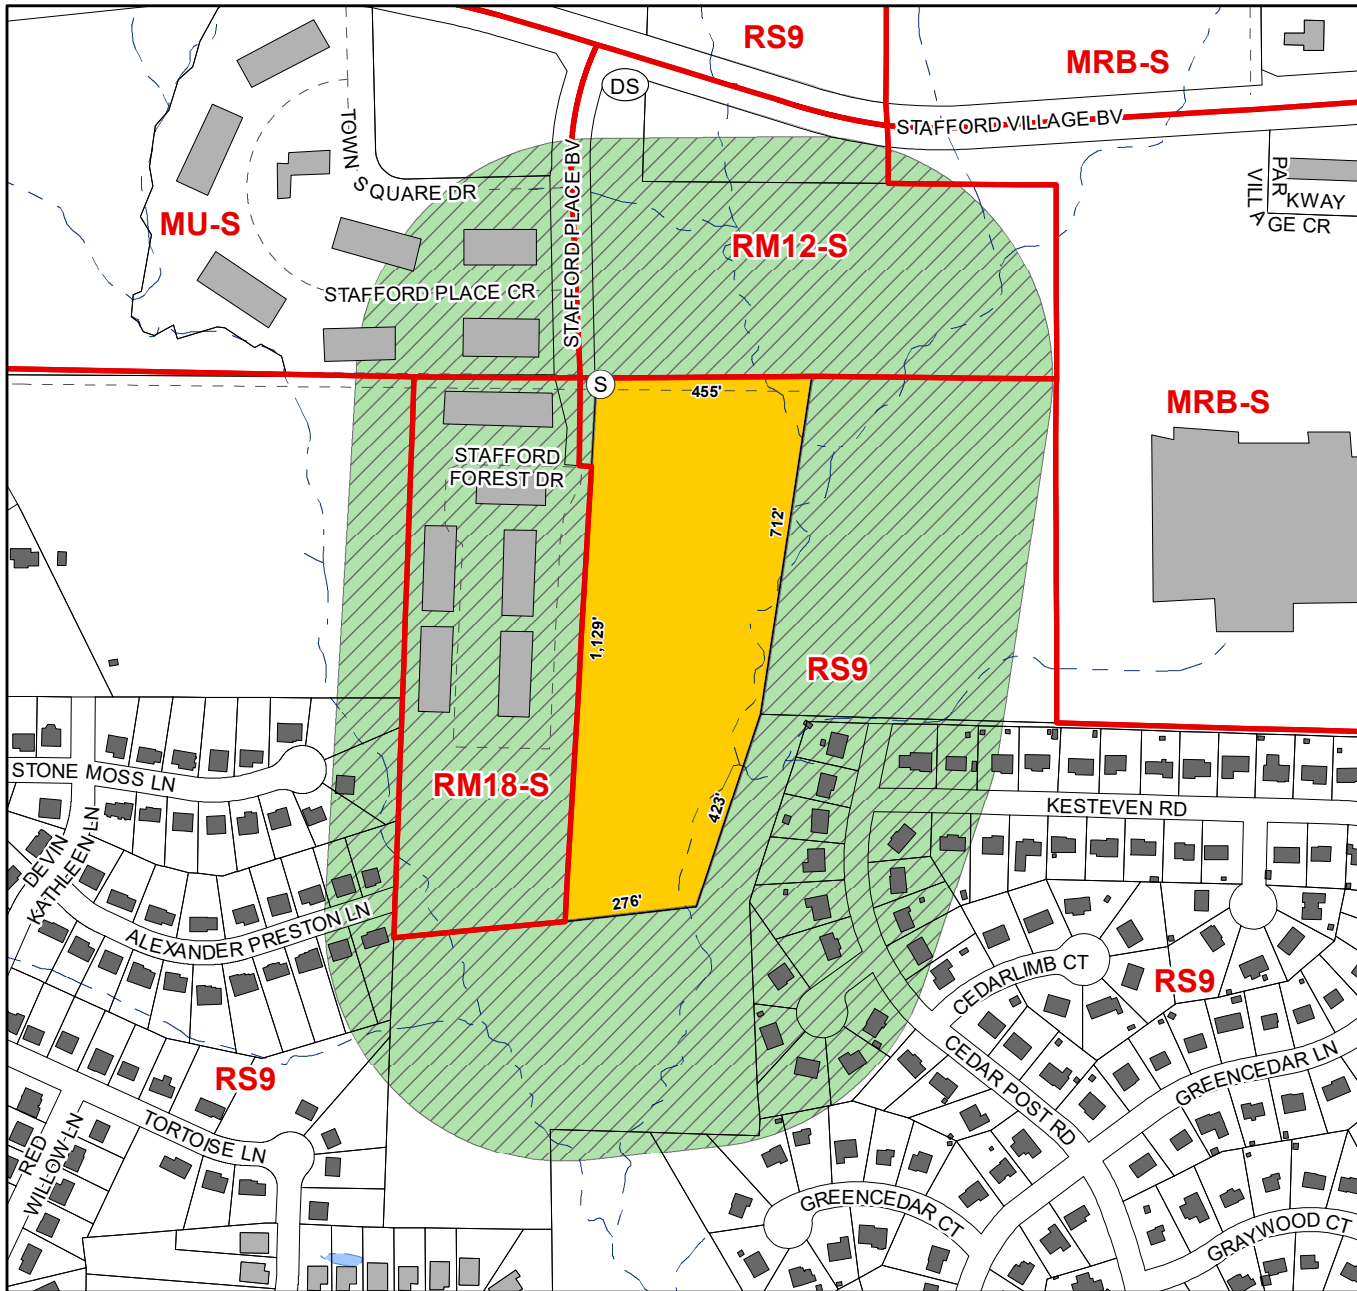 RS9
MRB-S
DS
STAFFORD VILLAGE BV
TOWN SQUARE DR
STAFFORD PLACE BV
PARKWAY
VILLAGE CR
MU-S
RM12-S
STAFFORD PLACE CR
S
455'
MRB-S
STAFFORD
FOREST DR
712'
1,129'
RS9
STONE MOSS LN
RM18-S
423'
KESTEVEN RD
DEVIN
KATHLEEN LN
276'
ALEXANDER PRESTON LN
CEDARLIMB CT
RS9
CEDAR POST RD
GREENCEDAR LN
RS9
TORTOISE LN
RED
WILLOW LN
GREENCEDAR CT
GRAYWOOD CT